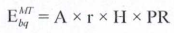 E_{bq}^{MT} = A × r × H × PR